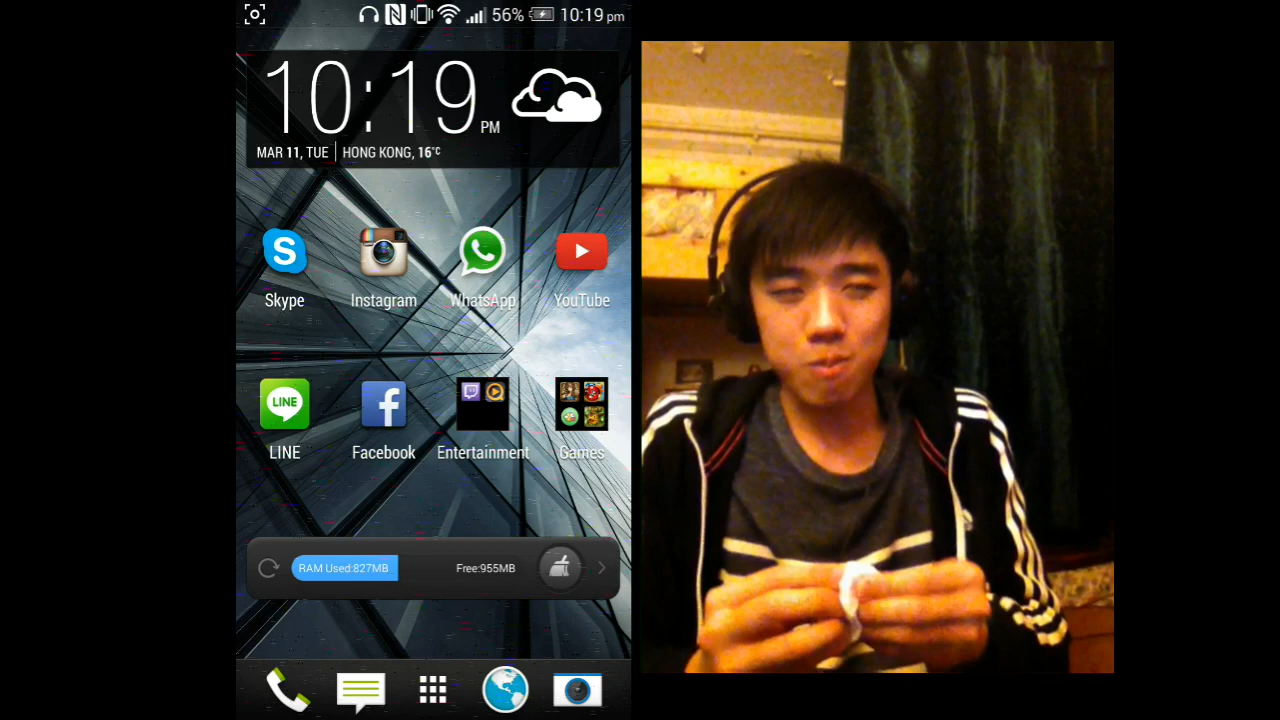 56% 10:19 pm
10:19 PM
MAR 11, TUE | HONG KONG, 16°C
S
Skype Instagram WhatsApp YouTube
LINE f
LINE Facebook Entertainment Games
RAM Used:827MB Free:955MB